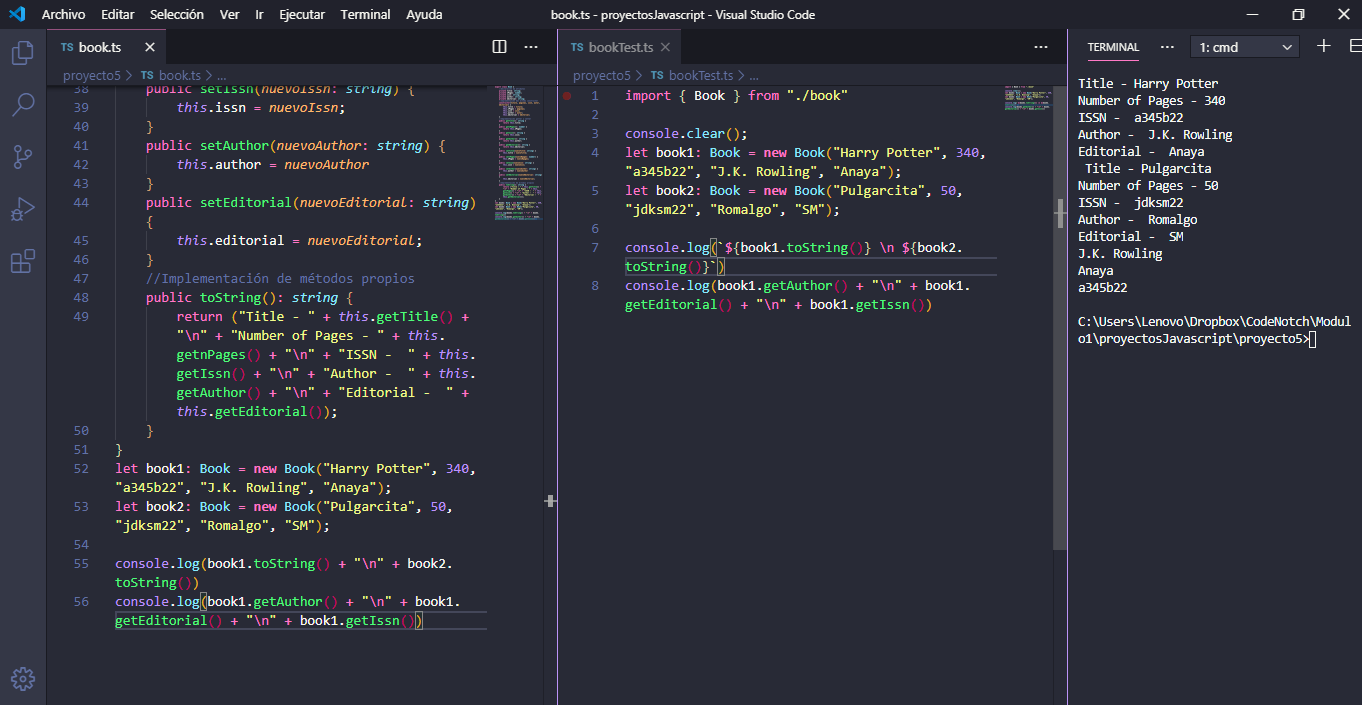 Archivo Editar Selección Ver Ir Ejecutar Terminal Ayuda
book.ts - proyectosJavascript - Visual Studio Code
TS book.ts
proyecto5 > TS book.ts > ...
38 public setIssn(nuevoIssn: string) {
39 this.issn = nuevoIssn;
40 }
41 public setAuthor(nuevoAuthor: string) {
42 this.author = nuevoAuthor
43 }
44 public setEditorial(nuevoEditorial: string)
{
45 this.editorial = nuevoEditorial;
46 }
47 //Implementación de métodos propios
48 public toString(): string {
49 return ("Title - " + this.getTitle() +
"\n" + "Number of Pages - " + this.
getnPages() + "\n" + "ISSN -  " + this.
getIssn() + "\n" + "Author -  " + this.
getAuthor() + "\n" + "Editorial -  " +
this.getEditorial());
50 }
51 }
52 let book1: Book = new Book("Harry Potter", 340,
"a345b22", "J.K. Rowling", "Anaya");
53 let book2: Book = new Book("Pulgarcita", 50,
"jdksm22", "Romalgo", "SM");
54
55 console.log(book1.toString() + "\n" + book2.
toString())
56 console.log(book1.getAuthor() + "\n" + book1.
getEditorial() + "\n" + book1.getIssn())
TS bookTest.ts
proyecto5 > TS bookTest.ts > ...
1 import { Book } from "./book"
2
3 console.clear();
4 let book1: Book = new Book("Harry Potter", 340,
"a345b22", "J.K. Rowling", "Anaya");
5 let book2: Book = new Book("Pulgarcita", 50,
"jdksm22", "Romalgo", "SM");
6
7 console.log(`${book1.toString()} \n ${book2.
toString()}`)
8 console.log(book1.getAuthor() + "\n" + book1.
getEditorial() + "\n" + book1.getIssn())
TERMINAL
1: cmd
Title - Harry Potter
Number of Pages - 340
ISSN -  a345b22
Author -  J.K. Rowling
Editorial -  Anaya
Title - Pulgarcita
Number of Pages - 50
ISSN -  jdksm22
Author -  Romalgo
Editorial -  SM
J.K. Rowling
Anaya
a345b22
C:\Users\Lenovo\Dropbox\CodeNotch\Modul
o1\proyectosJavascript\proyecto5>